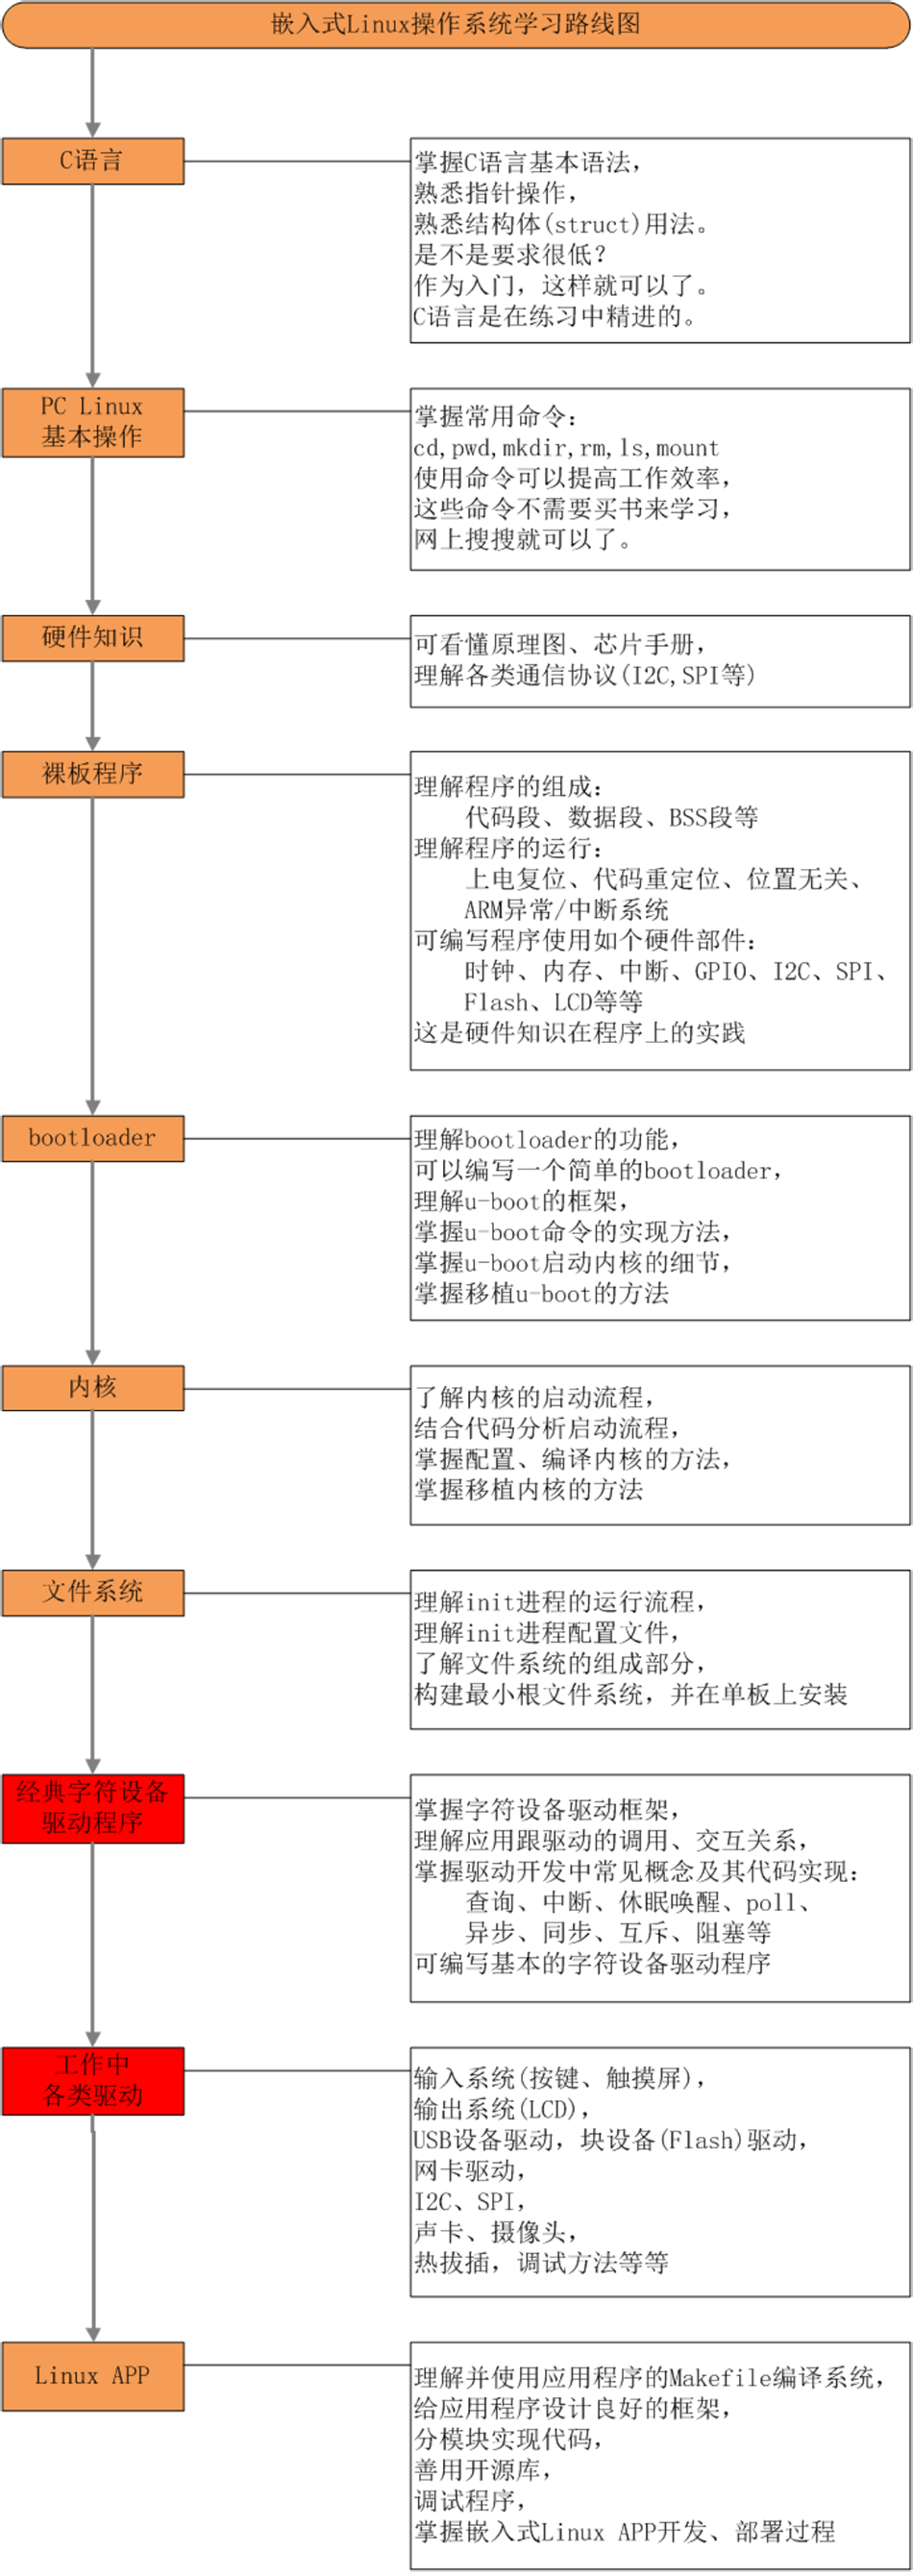 嵌入式Linux操作系统学习路线图
C语言
掌握C语言基本语法，
熟悉指针操作，
熟悉结构体(struct)用法。
是不是要求很低？
作为入门，这样就可以了。
C语言是在练习中精进的。
PC Linux
基本操作
掌握常用命令：
cd,pwd,mkdir,rm,ls,mount
使用命令可以提高工作效率，
这些命令不需要买书来学习，
网上搜搜就可以了。
硬件知识
可看懂原理图、芯片手册，
理解各类通信协议(I2C,SPI等)
裸板程序
理解程序的组成：
代码段、数据段、BSS段等
理解程序的运行：
上电复位、代码重定位、位置无关、
ARM异常/中断系统
可编写程序使用如个硬件部件：
时钟、内存、中断、GPIO、I2C、SPI、
Flash、LCD等等
这是硬件知识在程序上的实践
bootloader
理解bootloader的功能，
可以编写一个简单的bootloader，
理解u-boot的框架，
掌握u-boot命令的实现方法，
掌握u-boot启动内核的细节，
掌握移植u-boot的方法
内核
了解内核的启动流程，
结合代码分析启动流程，
掌握配置、编译内核的方法，
掌握移植内核的方法
文件系统
理解init进程的运行流程，
理解init进程配置文件，
了解文件系统的组成部分，
构建最小根文件系统，并在单板上安装
经典字符设备
驱动程序
掌握字符设备驱动框架，
理解应用跟驱动的调用、交互关系，
掌握驱动开发中常见概念及其代码实现：
查询、中断、休眠唤醒、poll、
异步、同步、互斥、阻塞等
可编写基本的字符设备驱动程序
工作中
各类驱动
输入系统(按键、触摸屏)，
输出系统(LCD)，
USB设备驱动，块设备(Flash)驱动，
网卡驱动，
I2C、SPI，
声卡、摄像头，
热拔插，调试方法等等
Linux APP
理解并使用应用程序的Makefile编译系统，
给应用程序设计良好的框架，
分模块实现代码，
善用开源库，
调试程序，
掌握嵌入式Linux APP开发、部署过程